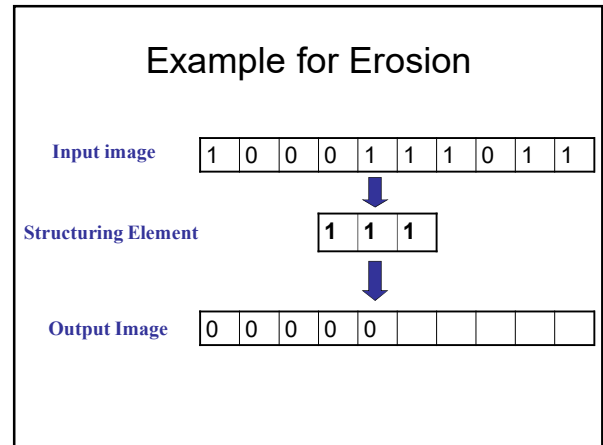 Example for Erosion
Input image 1 0 0 0 1 1 1 0 1 1
Structuring Element 1 1 1
Output Image 0 0 0 0 0